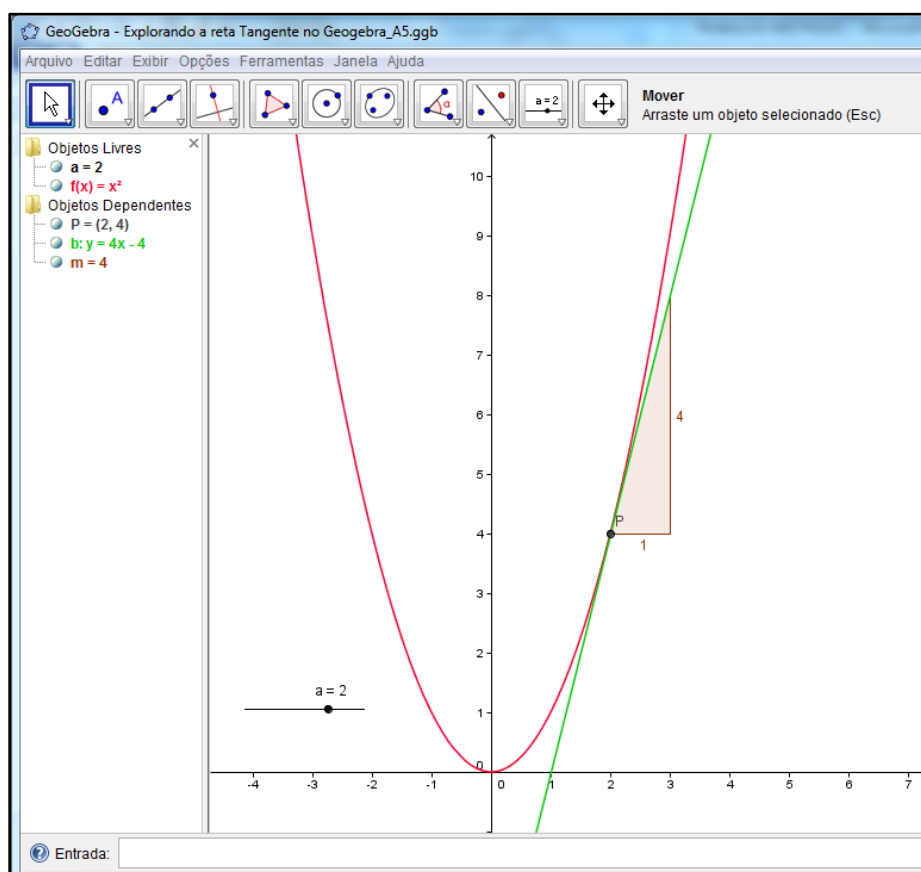 GeoGebra - Explorando a reta Tangente no Geogebra_A5.ggb
Arquivo Editar Exibir Opções Ferramentas Janela Ajuda
A
α
a = 2
Mover
Arraste um objeto selecionado (Esc)
Objetos Livres
a = 2
f(x) = x²
Objetos Dependentes
P = (2, 4)
b: y = 4x - 4
m = 4
10
9
8
7
6
5
4
3
2
1
0
-4 -3 -2 -1 0 1 2 3 4 5 6 7
P
1
4
a = 2
Entrada: